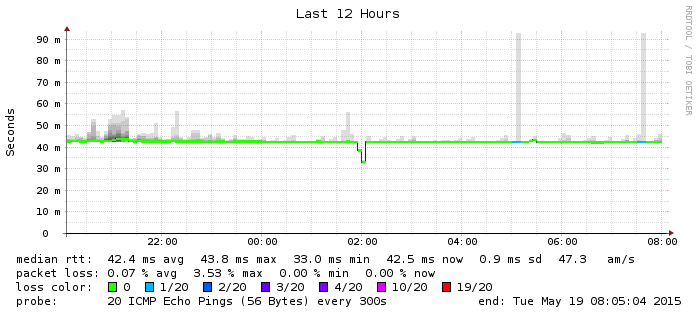 Last 12 Hours
RRDTOOL / TOBI OETIKER
Seconds
90 m
80 m
70 m
60 m
50 m
40 m
30 m
20 m
10 m
0
22:00 00:00 02:00 04:00 06:00 08:00
median rtt: 42.4 ms avg 43.8 ms max 33.0 ms min 42.5 ms now 0.9 ms sd 47.3 am/s
packet loss: 0.07 % avg 3.53 % max 0.00 % min 0.00 % now
loss color: 0 1/20 2/20 3/20 4/20 10/20 19/20
probe: 20 ICMP Echo Pings (56 Bytes) every 300s end: Tue May 19 08:05:04 2015